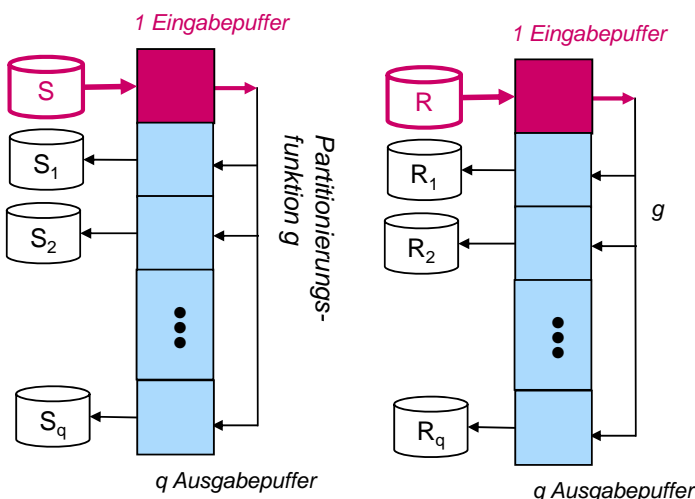 1 Eingabepuffer
S
S1
S2
Sq
Partitionierungs-
funktion g
q Ausgabepuffer
1 Eingabepuffer
R
R1
R2
Rq
g
q Ausgabepuffer